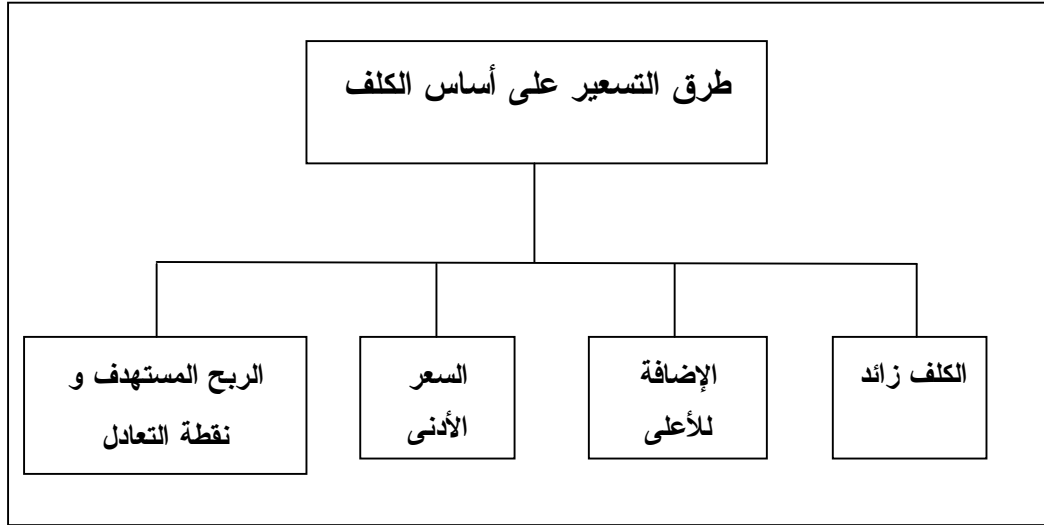 طرق التسعير على أساس الكلف
الكلف زائد
الإضافة
للأعلى
السعر
الأدنى
الربح المستهدف و
نقطة التعادل